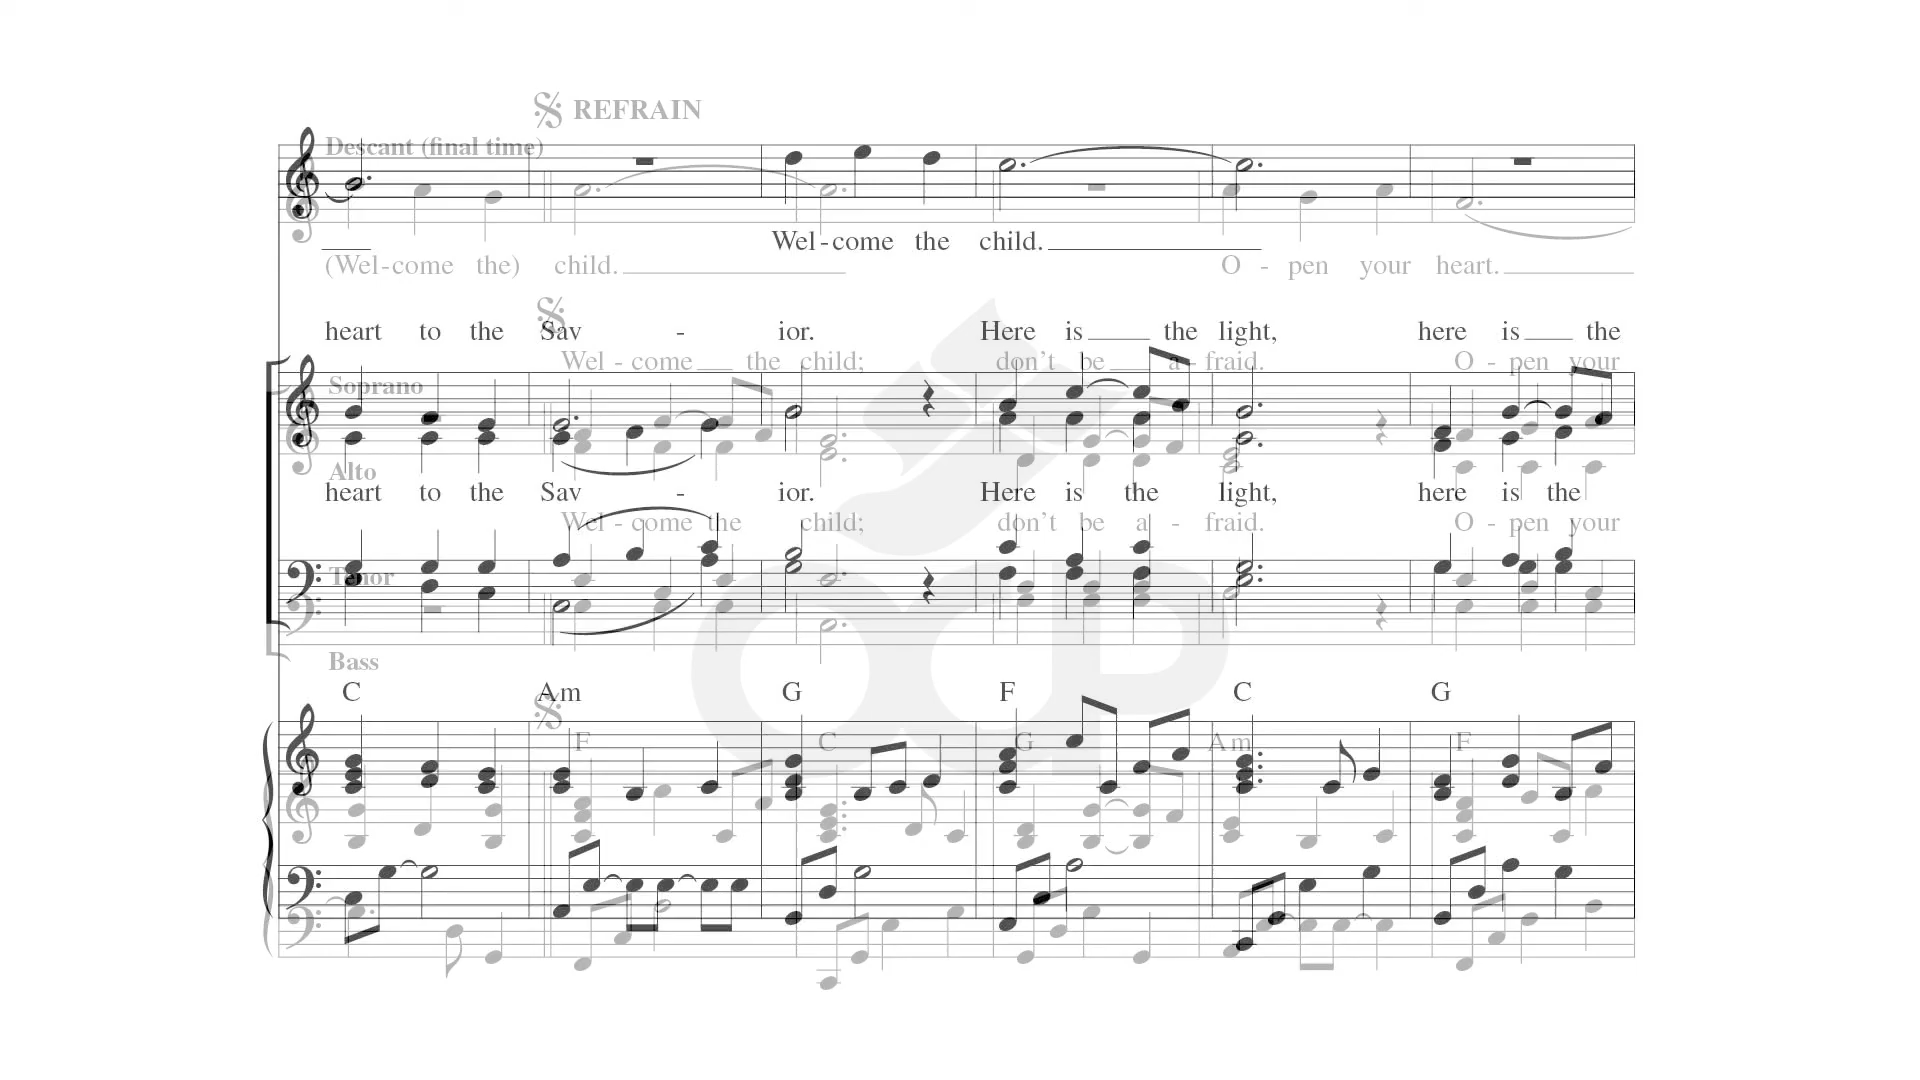 REFRAIN
Descant (final time)
Wel - come the child.
(Wel - come the) child. O - pen your heart.
heart to the Sav - ior. Here is the light, here is the
Wel - come the child; don't be a - fraid. O - pen your
Soprano
Alto
heart to the Sav - ior. Here is the light, here is the
Wel - come the child; don't be a - fraid. O - pen your
Tenor
Bass
C Am G F C G
F C G Am F
ocp